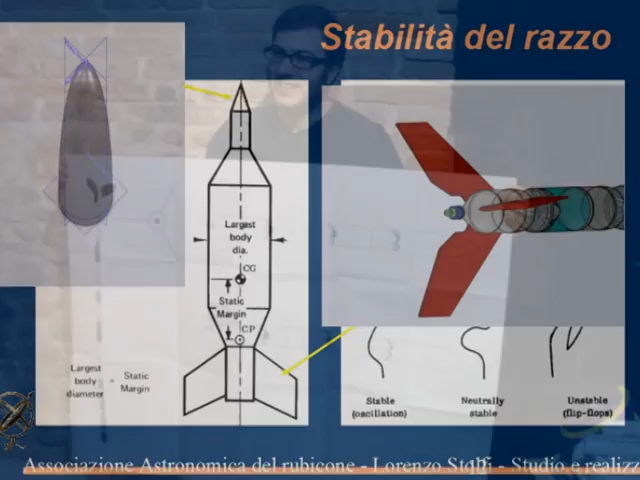 Stabilità del razzo
Largest
body
dia.
CG
Static
Margin
CP
Largest
body
diameter
Static
Margin
Stable
(oscillation)
Neutrally
stable
Unstable
(flip-flops)
Associazione Astronomica del rubicone - Lorenzo - Studio e realizz